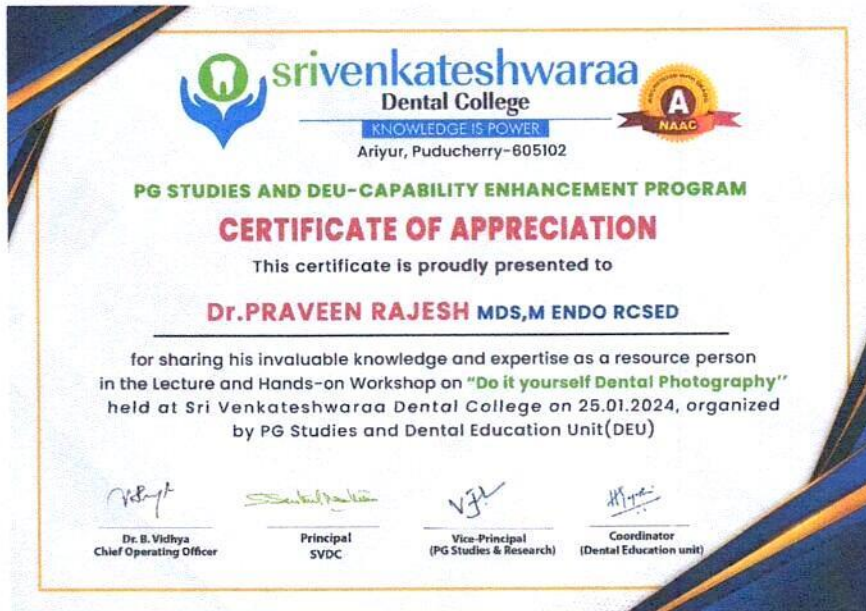 srivenkateshwaraa
Dental College
KNOWLEDGE IS POWER
Ariyur, Puducherry-605102
A
NAAC
PG STUDIES AND DEU-CAPABILITY ENHANCEMENT PROGRAM
CERTIFICATE OF APPRECIATION
This certificate is proudly presented to
Dr.PRAVEEN RAJESH MDS,M ENDO RCSED
for sharing his invaluable knowledge and expertise as a resource person
in the Lecture and Hands-on Workshop on "Do it yourself Dental Photography''
held at Sri Venkateshwaraa Dental College on 25.01.2024, organized
by PG Studies and Dental Education Unit(DEU)
Dr. B. Vidhya
Chief Operating Officer
Principal
SVDC
Vice-Principal
(PG Studies & Research)
Coordinator
(Dental Education unit)